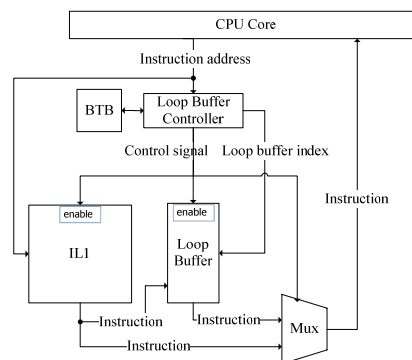 CPU Core
Instruction address
BTB
Loop Buffer
Controller
Control signal
Loop buffer index
Instruction
enable
enable
IL1
Loop
Buffer
Instruction
Instruction
Mux
Instruction